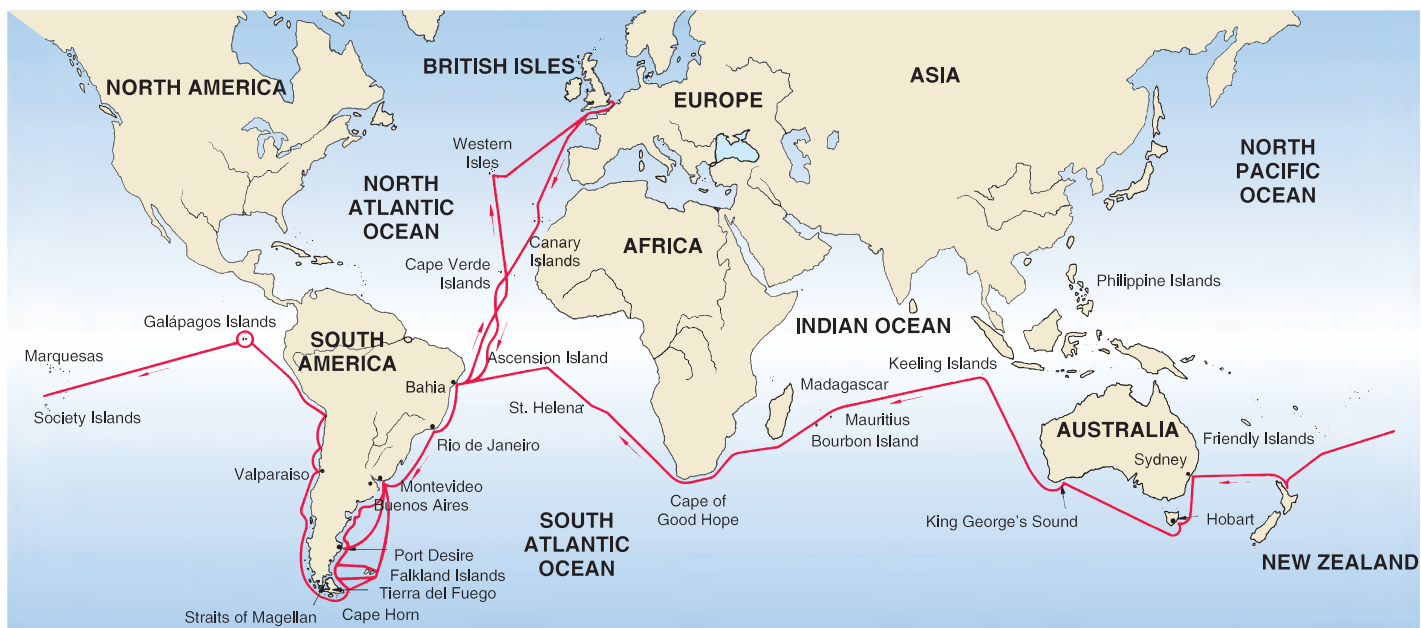 NORTH AMERICA
BRITISH ISLES
EUROPE
ASIA
Western
Isles
NORTH
ATLANTIC
OCEAN
NORTH
PACIFIC
OCEAN
Canary
Islands
AFRICA
Cape Verde
Islands
Philippine Islands
Galápagos Islands
SOUTH
AMERICA
INDIAN OCEAN
Marquesas
Ascension Island
Keeling Islands
Bahia
Madagascar
Society Islands
St. Helena
Mauritius
Bourbon Island
AUSTRALIA
Friendly Islands
Rio de Janeiro
Sydney
Valparaiso
Montevideo
Buenos Aires
Cape of
Good Hope
King George's Sound
Hobart
SOUTH
ATLANTIC
OCEAN
Port Desire
NEW ZEALAND
Falkland Islands
Tierra del Fuego
Straits of Magellan
Cape Horn